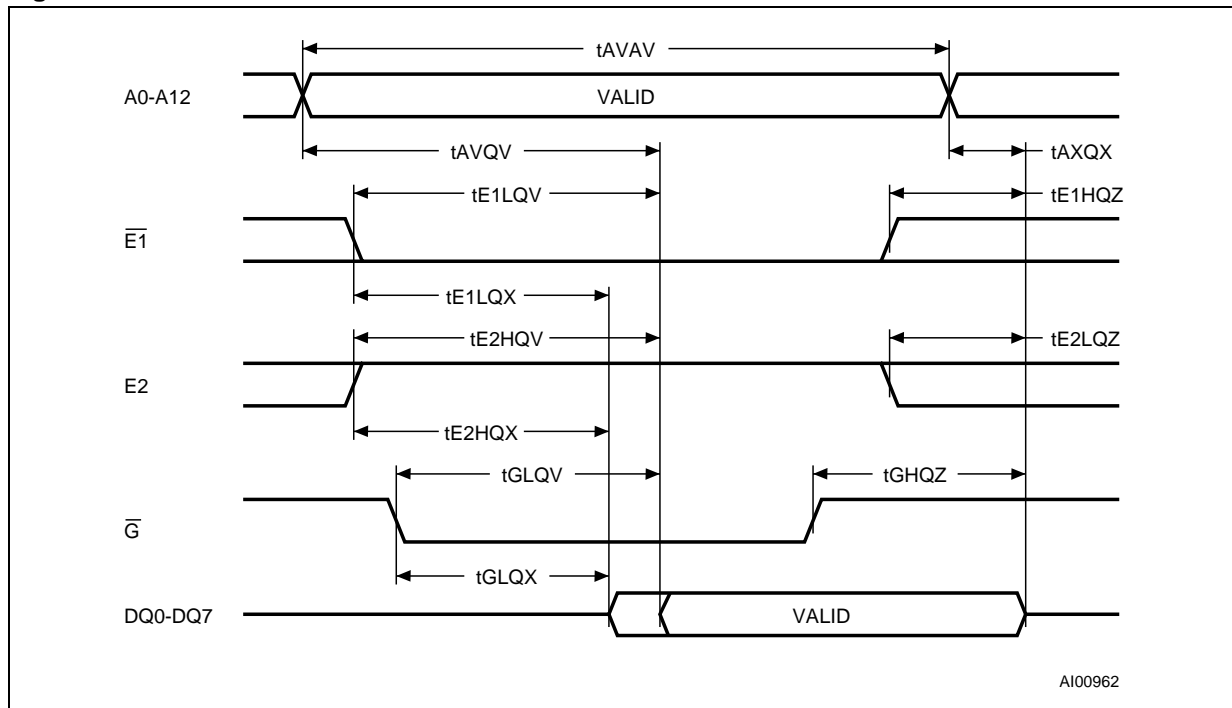 tAVAV
A0-A12
VALID
tAVQV
tAXQX
tE1LQV
tE1HQZ
E1
tE1LQX
tE2HQV
tE2LQZ
E2
tE2HQX
tGLQV
tGHQZ
G
tGLQX
DQ0-DQ7
VALID
AI00962